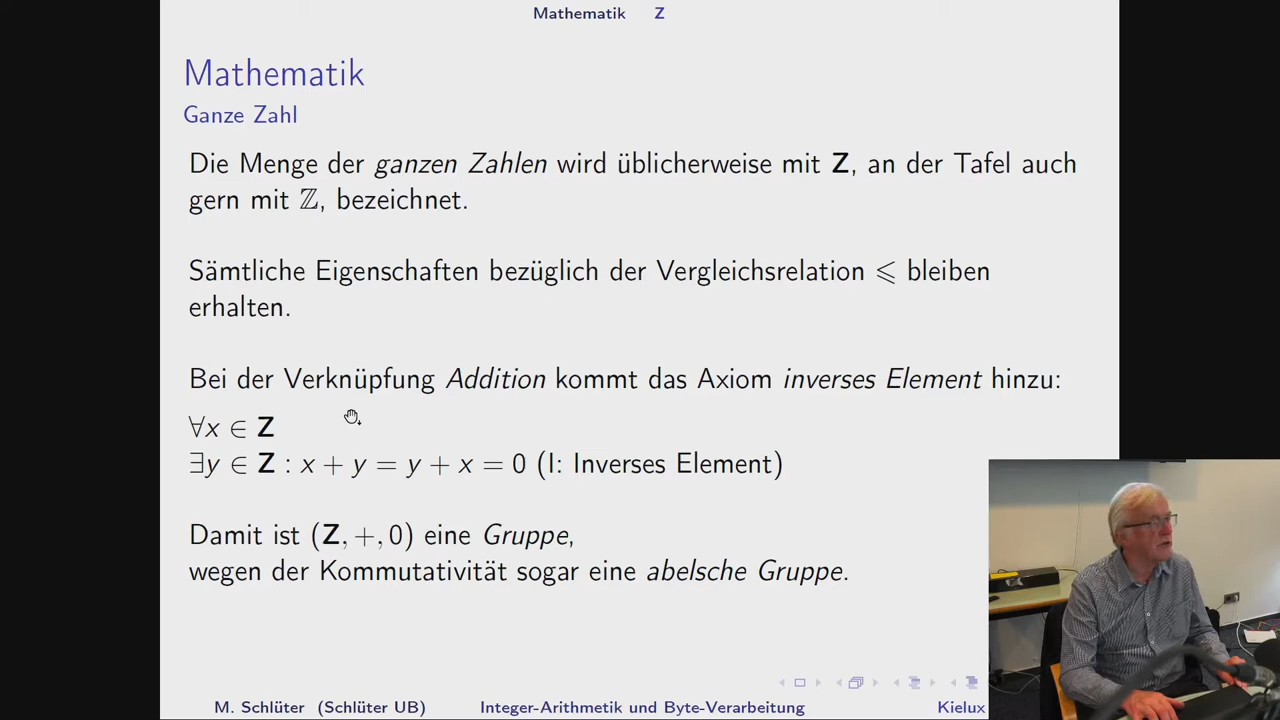 Mathematik Z
Mathematik
Ganze Zahl
Die Menge der ganzen Zahlen wird üblicherweise mit Z, an der Tafel auch
gern mit ℤ, bezeichnet.
Sämtliche Eigenschaften bezüglich der Vergleichsrelation ⩽ bleiben
erhalten.
Bei der Verknüpfung Addition kommt das Axiom inverses Element hinzu:
∀x ∈ Z
∃y ∈ Z : x + y = y + x = 0 (I: Inverses Element)
Damit ist (Z, +, 0) eine Gruppe,
wegen der Kommutativität sogar eine abelsche Gruppe.
M. Schlüter (Schlüter UB) Integer-Arithmetik und Byte-Verarbeitung Kielux